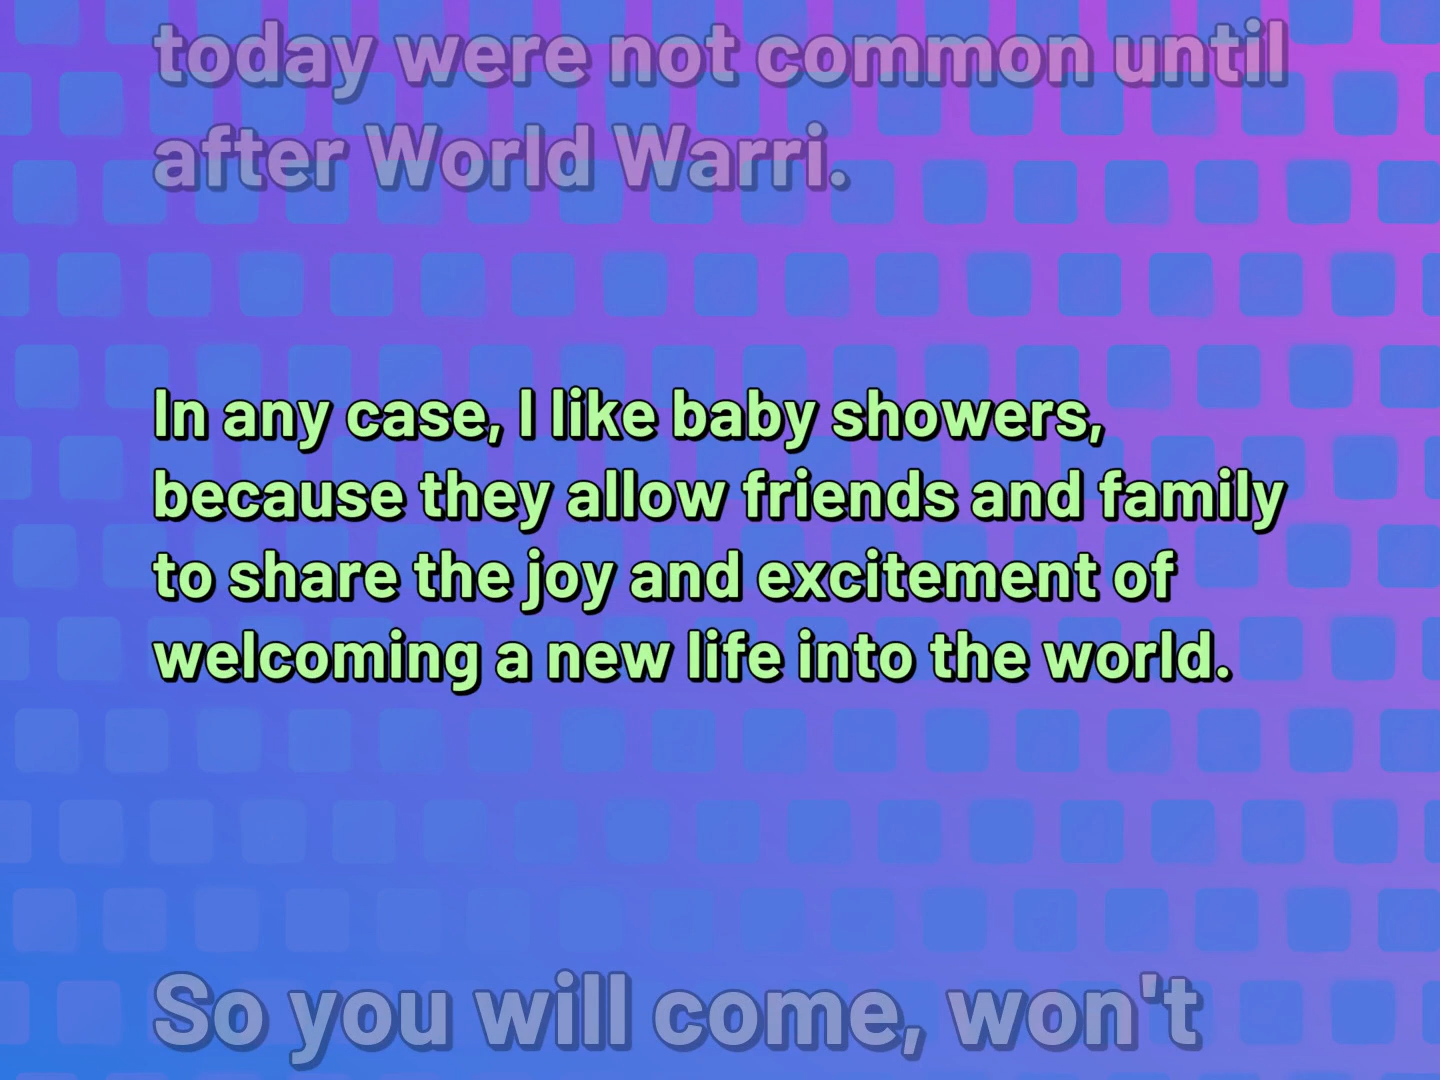 today were not common until
after World Warri.
In any case, I like baby showers,
because they allow friends and family
to share the joy and excitement of
welcoming a new life into the world.
So you will come, won't